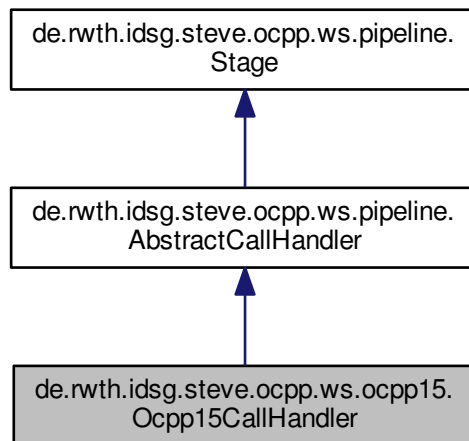 de.rwth.idsg.steve.ocpp.ws.pipeline.
Stage
de.rwth.idsg.steve.ocpp.ws.pipeline.
AbstractCallHandler
de.rwth.idsg.steve.ocpp.ws.ocpp15.
Ocpp15CallHandler